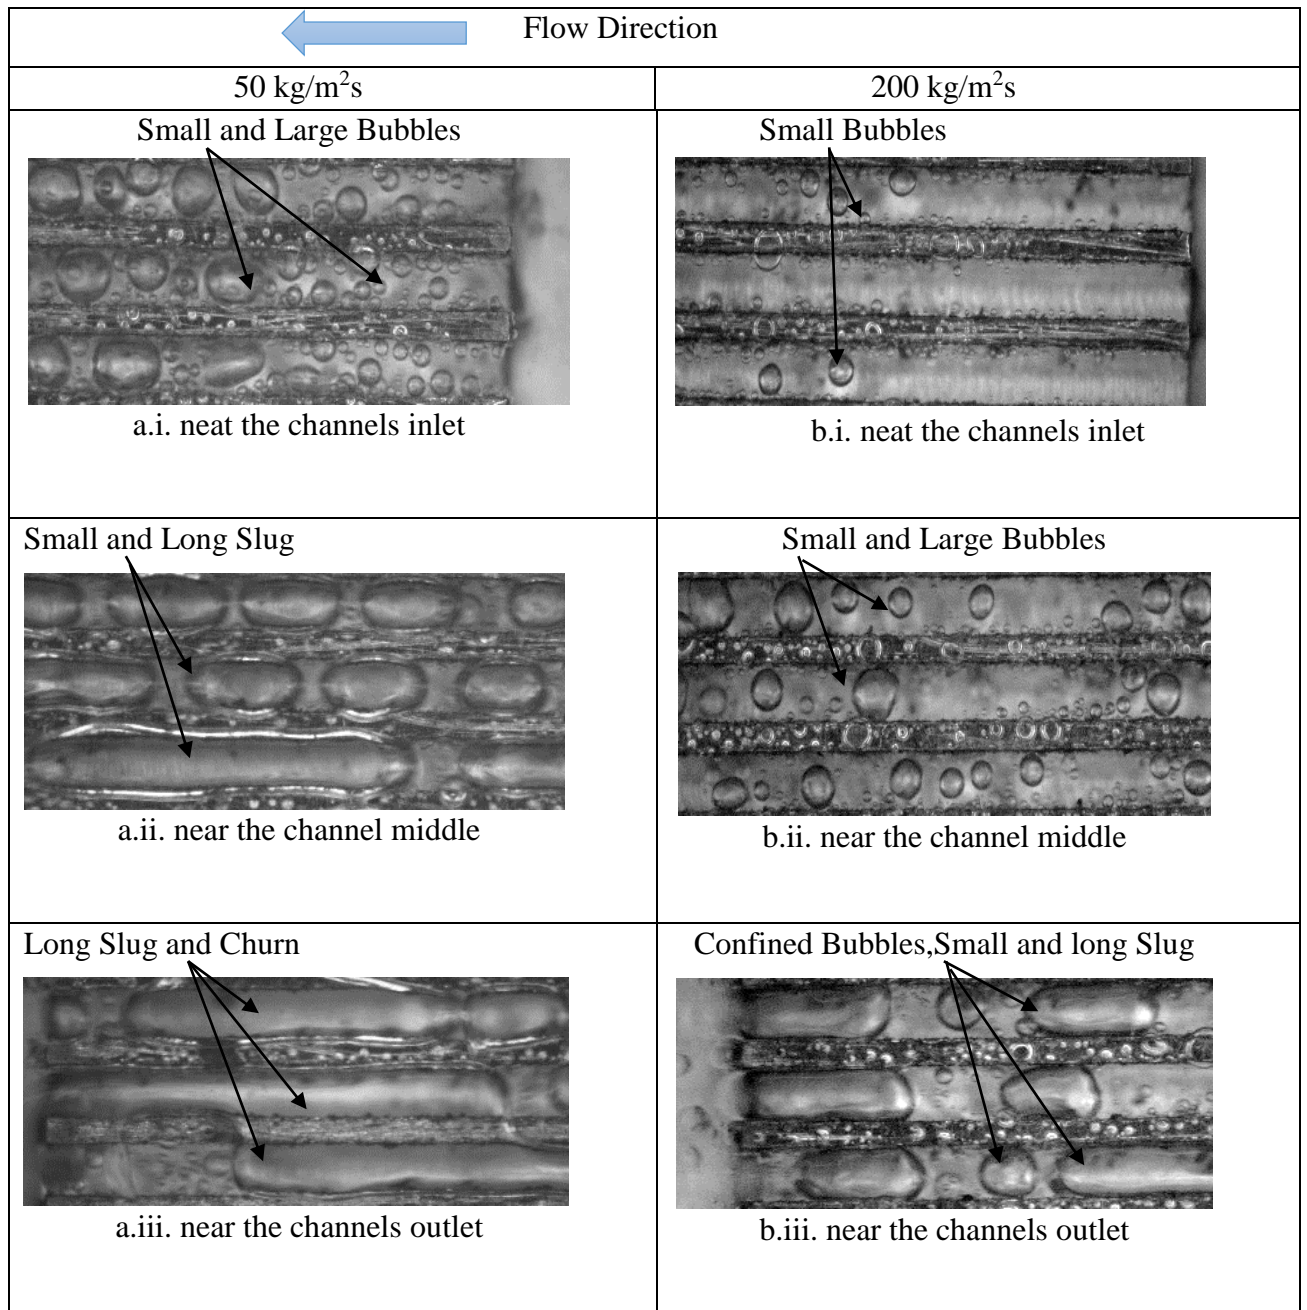 Flow Direction
50 kg/m²s
200 kg/m²s
Small and Large Bubbles
a.i. neat the channels inlet
Small Bubbles
b.i. neat the channels inlet
Small and Long Slug
a.ii. near the channel middle
Small and Large Bubbles
b.ii. near the channel middle
Long Slug and Churn
a.iii. near the channels outlet
Confined Bubbles,Small and long Slug
b.iii. near the channels outlet